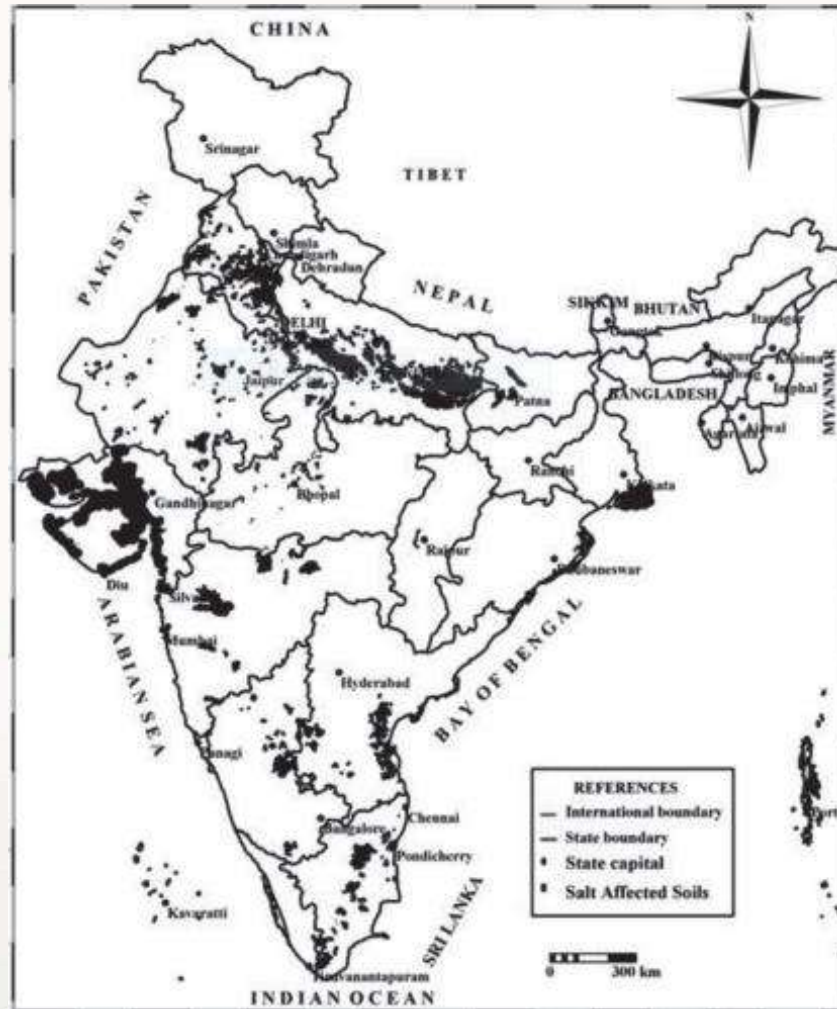 CHINA
N
Srinagar
TIBET
PAKISTAN
Shimla
Dehradun
NEPAL
DELHI
SIKKIM
BHUTAN
Itanagar
Jaipur
Patna
BANGLADESH
Kohima
Imphal
MYANMAR
Gandhinagar
Bhopal
Ranchi
Kolkata
Raipur
Diu
Mumbai
ARABIAN SEA
Hyderabad
BAY OF BENGAL
Panagi
REFERENCES
International boundary
State boundary
State capital
Salt Affected Soils
Bangalore
Chennai
Pondicherry
Kavaratti
SRI LANKA
0 300 km
INDIAN OCEAN